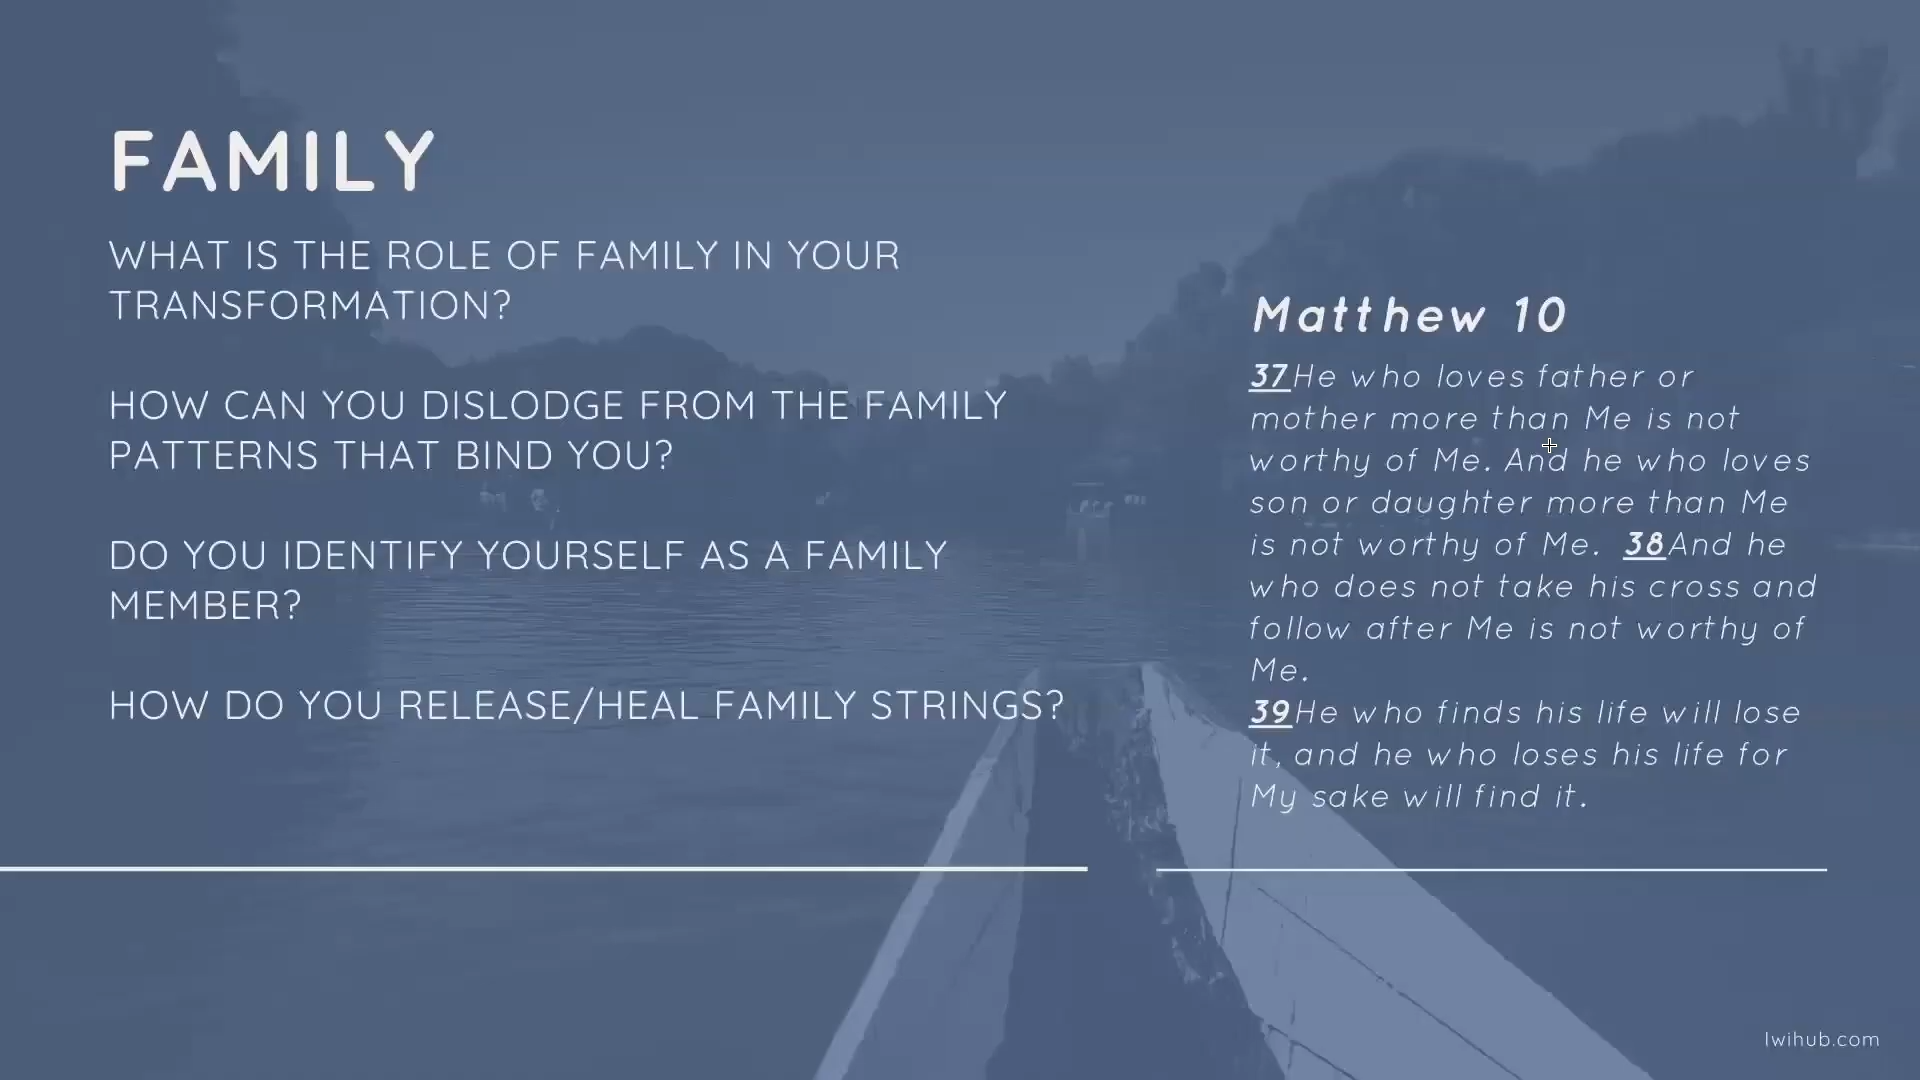 FAMILY
WHAT IS THE ROLE OF FAMILY IN YOUR
TRANSFORMATION?
HOW CAN YOU DISLODGE FROM THE FAMILY
PATTERNS THAT BIND YOU?
DO YOU IDENTIFY YOURSELF AS A FAMILY
MEMBER?
HOW DO YOU RELEASE/HEAL FAMILY STRINGS?
Matthew 10
37He who loves father or
mother more than Me is not
worthy of Me. And he who loves
son or daughter more than Me
is not worthy of Me. 38And he
who does not take his cross and
follow after Me is not worthy of
Me.
39He who finds his life will lose
it, and he who loses his life for
My sake will find it.
lwihub.com